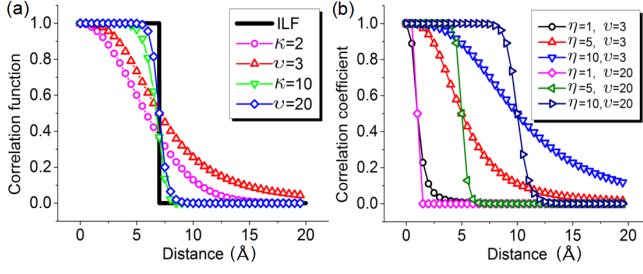 (a)
Correlation function
1.0
0.8
0.6
0.4
0.2
0.0
0 5 10 15 20
Distance (Å)
ILF
κ=2
υ=3
κ=10
υ=20
(b)
Correlation coefficient
1.0
0.8
0.6
0.4
0.2
0.0
0 5 10 15 20
Distance (Å)
η=1, υ=3
η=5, υ=3
η=10,υ=3
η=1, υ=20
η=5, υ=20
η=10,υ=20